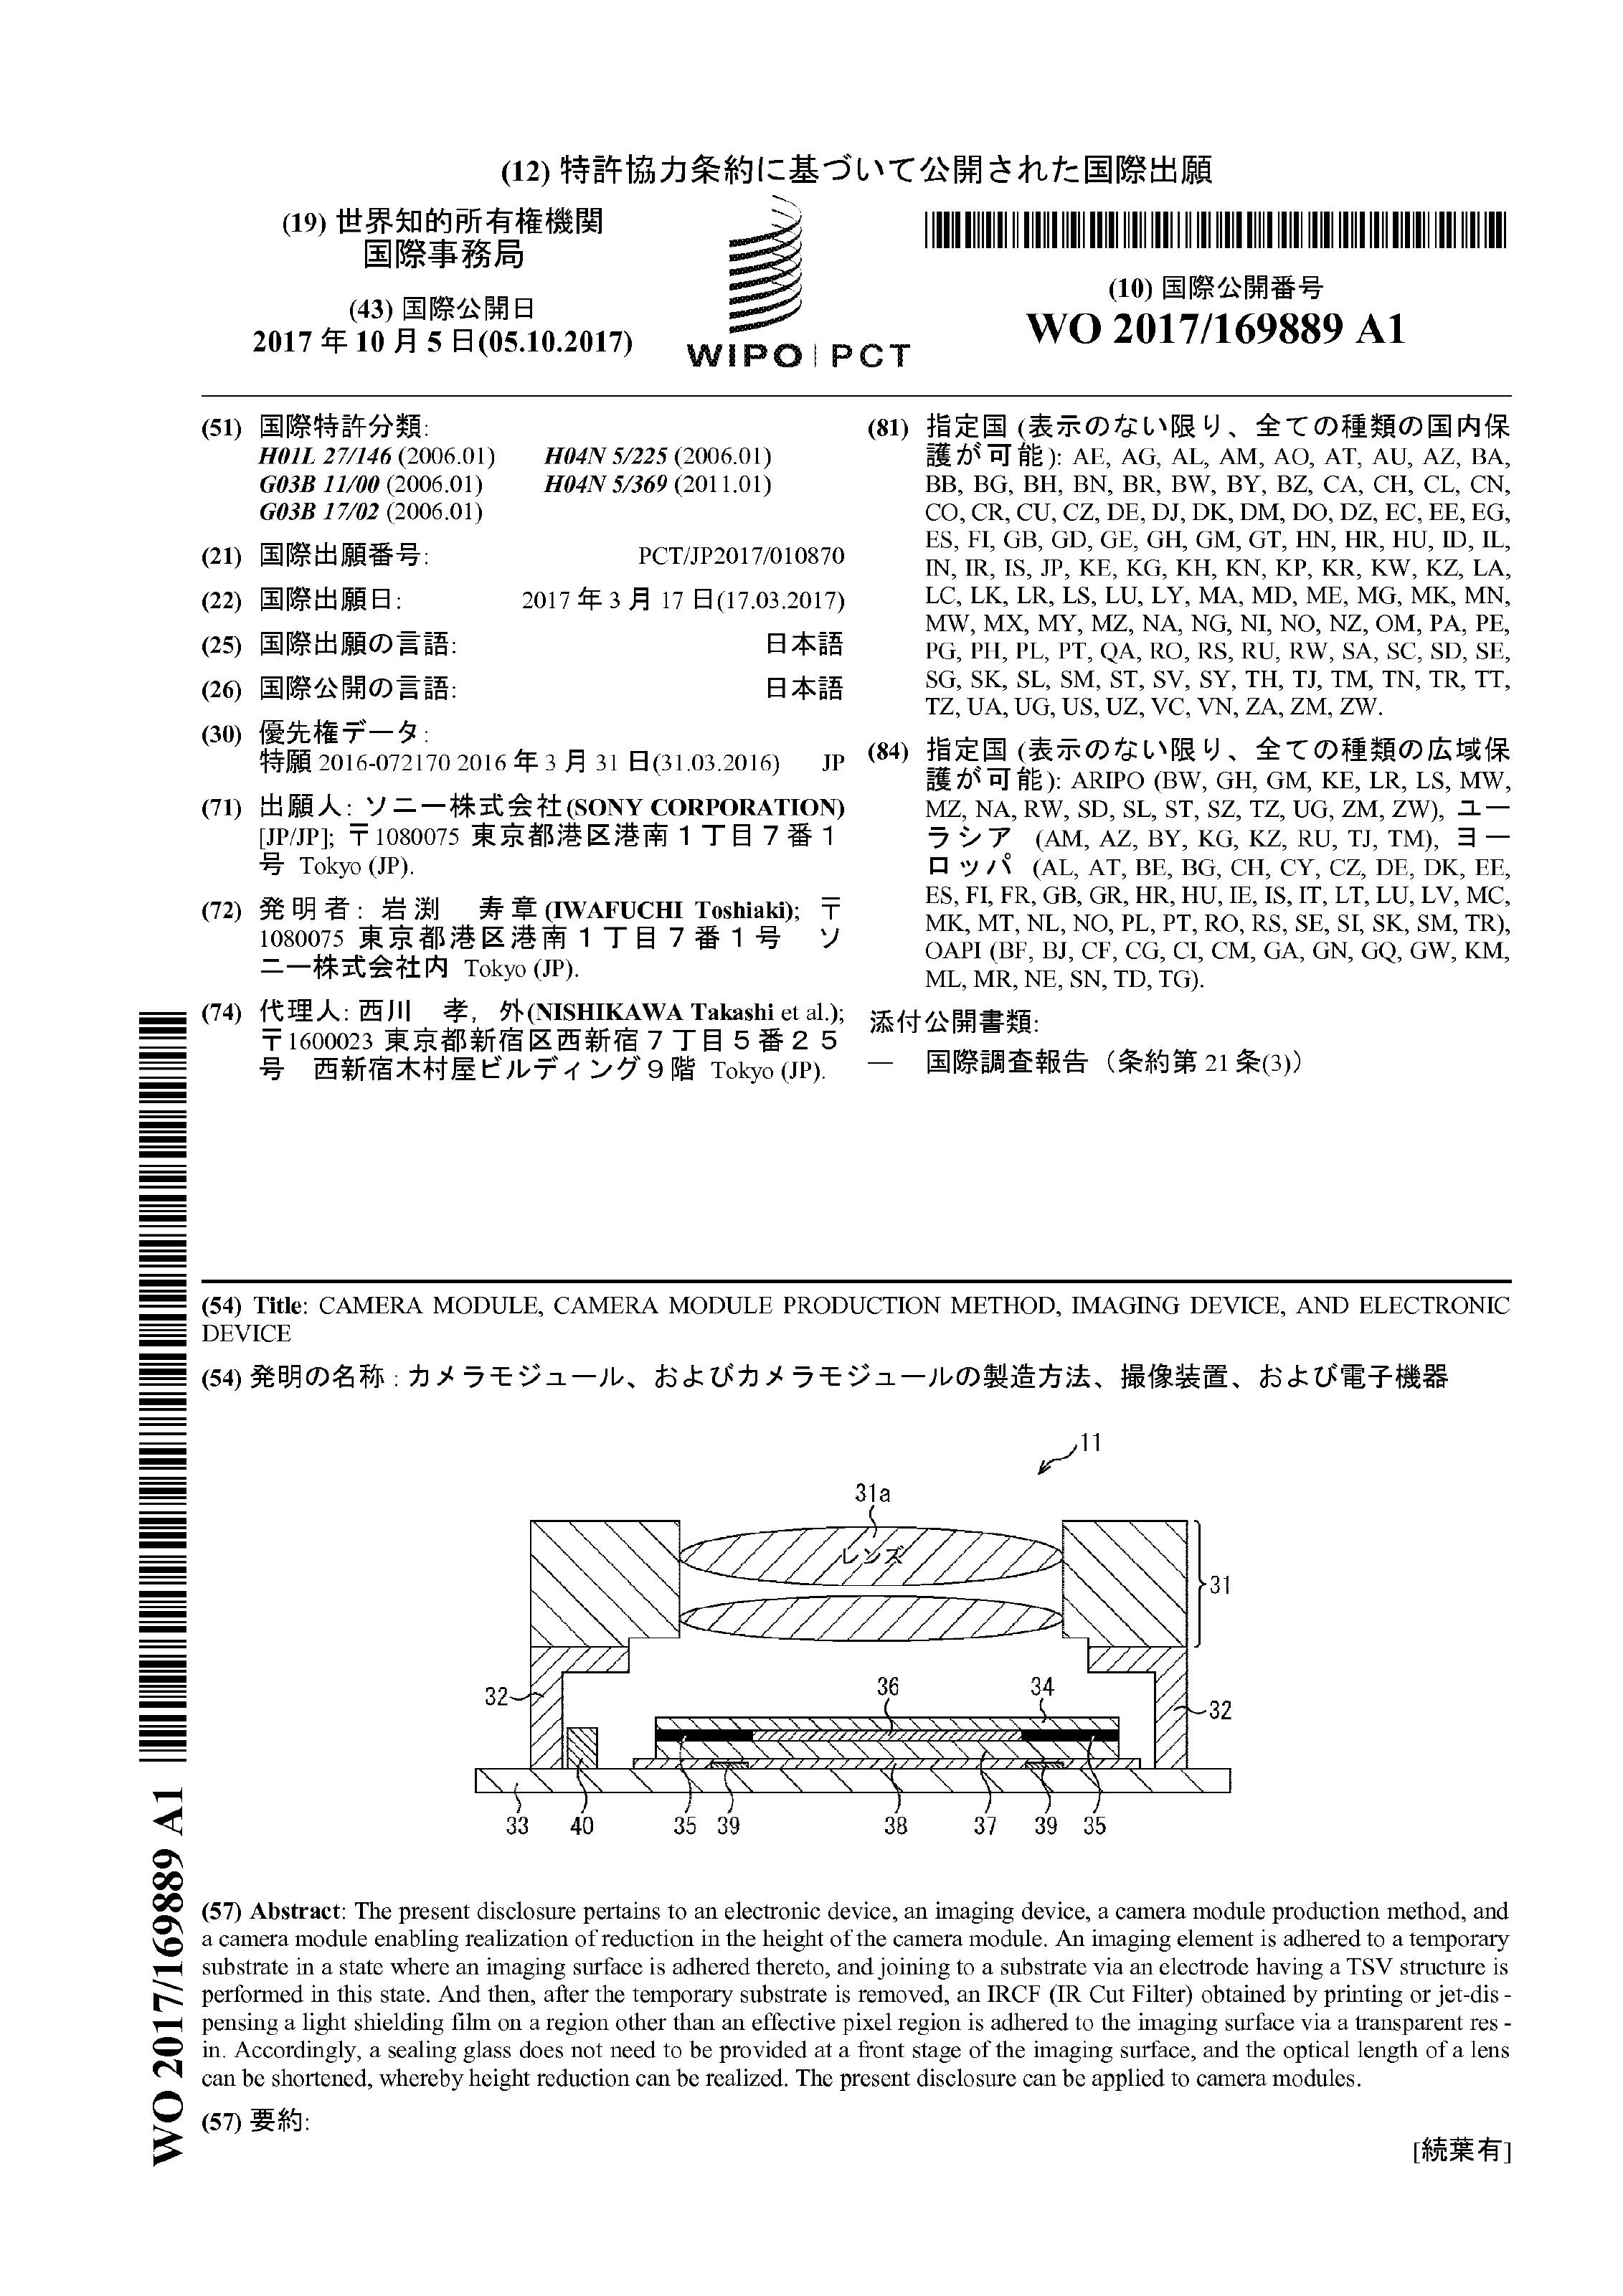 (12) 特許協力条約に基づいて公開された国際出願
(19) 世界知的所有権機関
国際事務局
(43) 国際公開日
2017 年 10 月 5 日(05.10.2017)
WIPO | PCT
(10) 国際公開番号
WO 2017/169889 A1
(51) 国際特許分類:
H01L 27/146 (2006.01) H04N 5/225 (2006.01)
G03B 11/00 (2006.01) H04N 5/369 (2011.01)
G03B 17/02 (2006.01)
(21) 国際出願番号: PCT/JP2017/010870
(22) 国際出願日: 2017 年 3 月 17 日(17.03.2017)
(25) 国際出願の言語: 日本語
(26) 国際公開の言語: 日本語
(30) 優先権データ:
特願 2016-072170 2016 年 3 月 31 日(31.03.2016) JP
(71) 出願人: ソニー株式会社(SONY CORPORATION)
[JP/JP]; 〒1080075 東京都港区港南1丁目7番1
号 Tokyo (JP).
(72) 発明者: 岩渕 寿章(IWAFUCHI Toshiaki); 〒
1080075 東京都港区港南1丁目7番1号 ソ
ニー株式会社内 Tokyo (JP).
(74) 代理人: 西川 孝, 外(NISHIKAWA Takashi et al.);
〒1600023 東京都新宿区西新宿7丁目5番25
号 西新宿木村屋ビルディング9階 Tokyo (JP).
(81) 指定国 (表示のない限り、全ての種類の国内保
護が可能): AE, AG, AL, AM, AO, AT, AU, AZ, BA,
BB, BG, BH, BN, BR, BW, BY, BZ, CA, CH, CL, CN,
CO, CR, CU, CZ, DE, DJ, DK, DM, DO, DZ, EC, EE, EG,
ES, FI, GB, GD, GE, GH, GM, GT, HN, HR, HU, ID, IL,
IN, IR, IS, JP, KE, KG, KH, KN, KP, KR, KW, KZ, LA,
LC, LK, LR, LS, LU, LY, MA, MD, ME, MG, MK, MN,
MW, MX, MY, MZ, NA, NG, NI, NO, NZ, OM, PA, PE,
PG, PH, PL, PT, QA, RO, RS, RU, RW, SA, SC, SD, SE,
SG, SK, SL, SM, ST, SV, SY, TH, TJ, TM, TN, TR, TT,
TZ, UA, UG, US, UZ, VC, VN, ZA, ZM, ZW.
(84) 指定国 (表示のない限り、全ての種類の広域保
護が可能): ARIPO (BW, GH, GM, KE, LR, LS, MW,
MZ, NA, RW, SD, SL, ST, SZ, TZ, UG, ZM, ZW), ユー
ラシア (AM, AZ, BY, KG, KZ, RU, TJ, TM), ヨー
ロッパ (AL, AT, BE, BG, CH, CY, CZ, DE, DK, EE,
ES, FI, FR, GB, GR, HR, HU, IE, IS, IT, LT, LU, LV, MC,
MK, MT, NL, NO, PL, PT, RO, RS, SE, SI, SK, SM, TR),
OAPI (BF, BJ, CF, CG, CI, CM, GA, GN, GQ, GW, KM,
ML, MR, NE, SN, TD, TG).
添付公開書類:
― 国際調査報告(条約第 21 条(3))
(54) Title: CAMERA MODULE, CAMERA MODULE PRODUCTION METHOD, IMAGING DEVICE, AND ELECTRONIC
DEVICE
(54) 発明の名称 : カメラモジュール、およびカメラモジュールの製造方法、撮像装置、および電子機器
11
31a
レンズ
31
32
36
34
32
33
40
35
39
38
37
39
35
(57) Abstract: The present disclosure pertains to an electronic device, an imaging device, a camera module production method, and
a camera module enabling realization of reduction in the height of the camera module. An imaging element is adhered to a temporary
substrate in a state where an imaging surface is adhered thereto, and joining to a substrate via an electrode having a TSV structure is
performed in this state. And then, after the temporary substrate is removed, an IRCF (IR Cut Filter) obtained by printing or jet-dis-
pensing a light shielding film on a region other than an effective pixel region is adhered to the imaging surface via a transparent res-
in. Accordingly, a sealing glass does not need to be provided at a front stage of the imaging surface, and the optical length of a lens
can be shortened, whereby height reduction can be realized. The present disclosure can be applied to camera modules.
(57) 要約:
[続葉有]
WO 2017/169889 A1